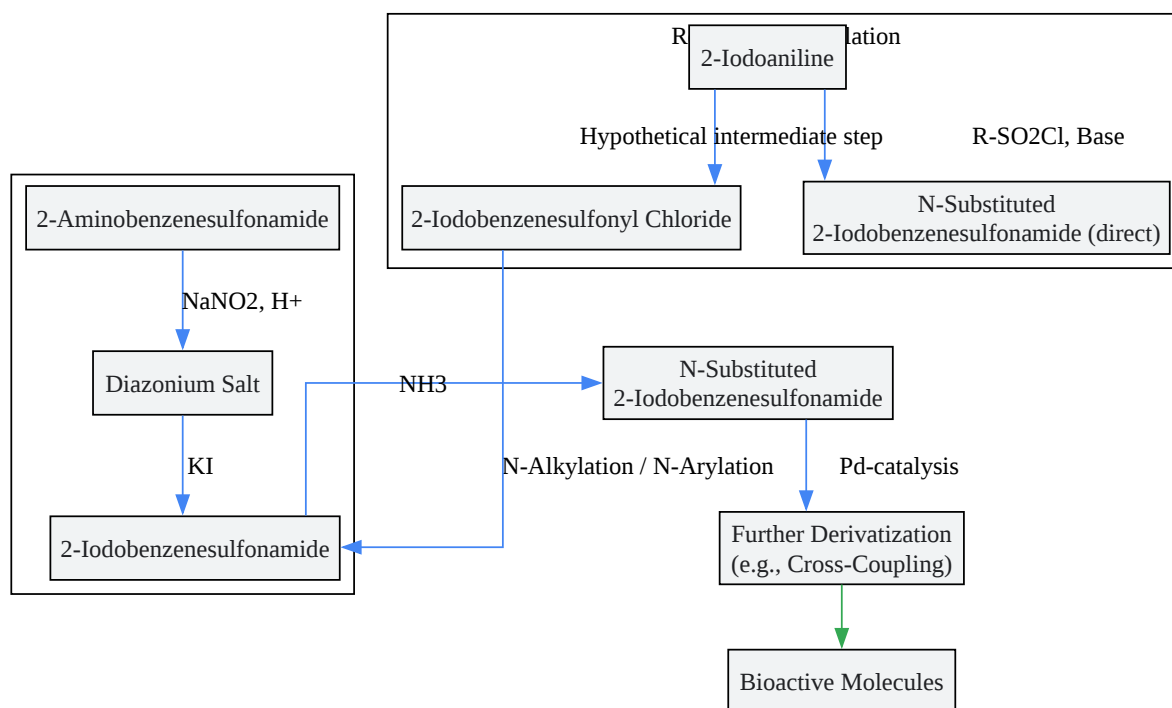 R
lation
2-Iodoaniline
Hypothetical intermediate step
R-SO2Cl, Base
2-Aminobenzenesulfonamide
2-Iodobenzenesulfonyl Chloride
N-Substituted
2-Iodobenzenesulfonamide (direct)
NaNO2, H+
Diazonium Salt
NH3
N-Substituted
2-Iodobenzenesulfonamide
KI
N-Alkylation / N-Arylation
Pd-catalysis
2-Iodobenzenesulfonamide
Further Derivatization
(e.g., Cross-Coupling)
Bioactive Molecules